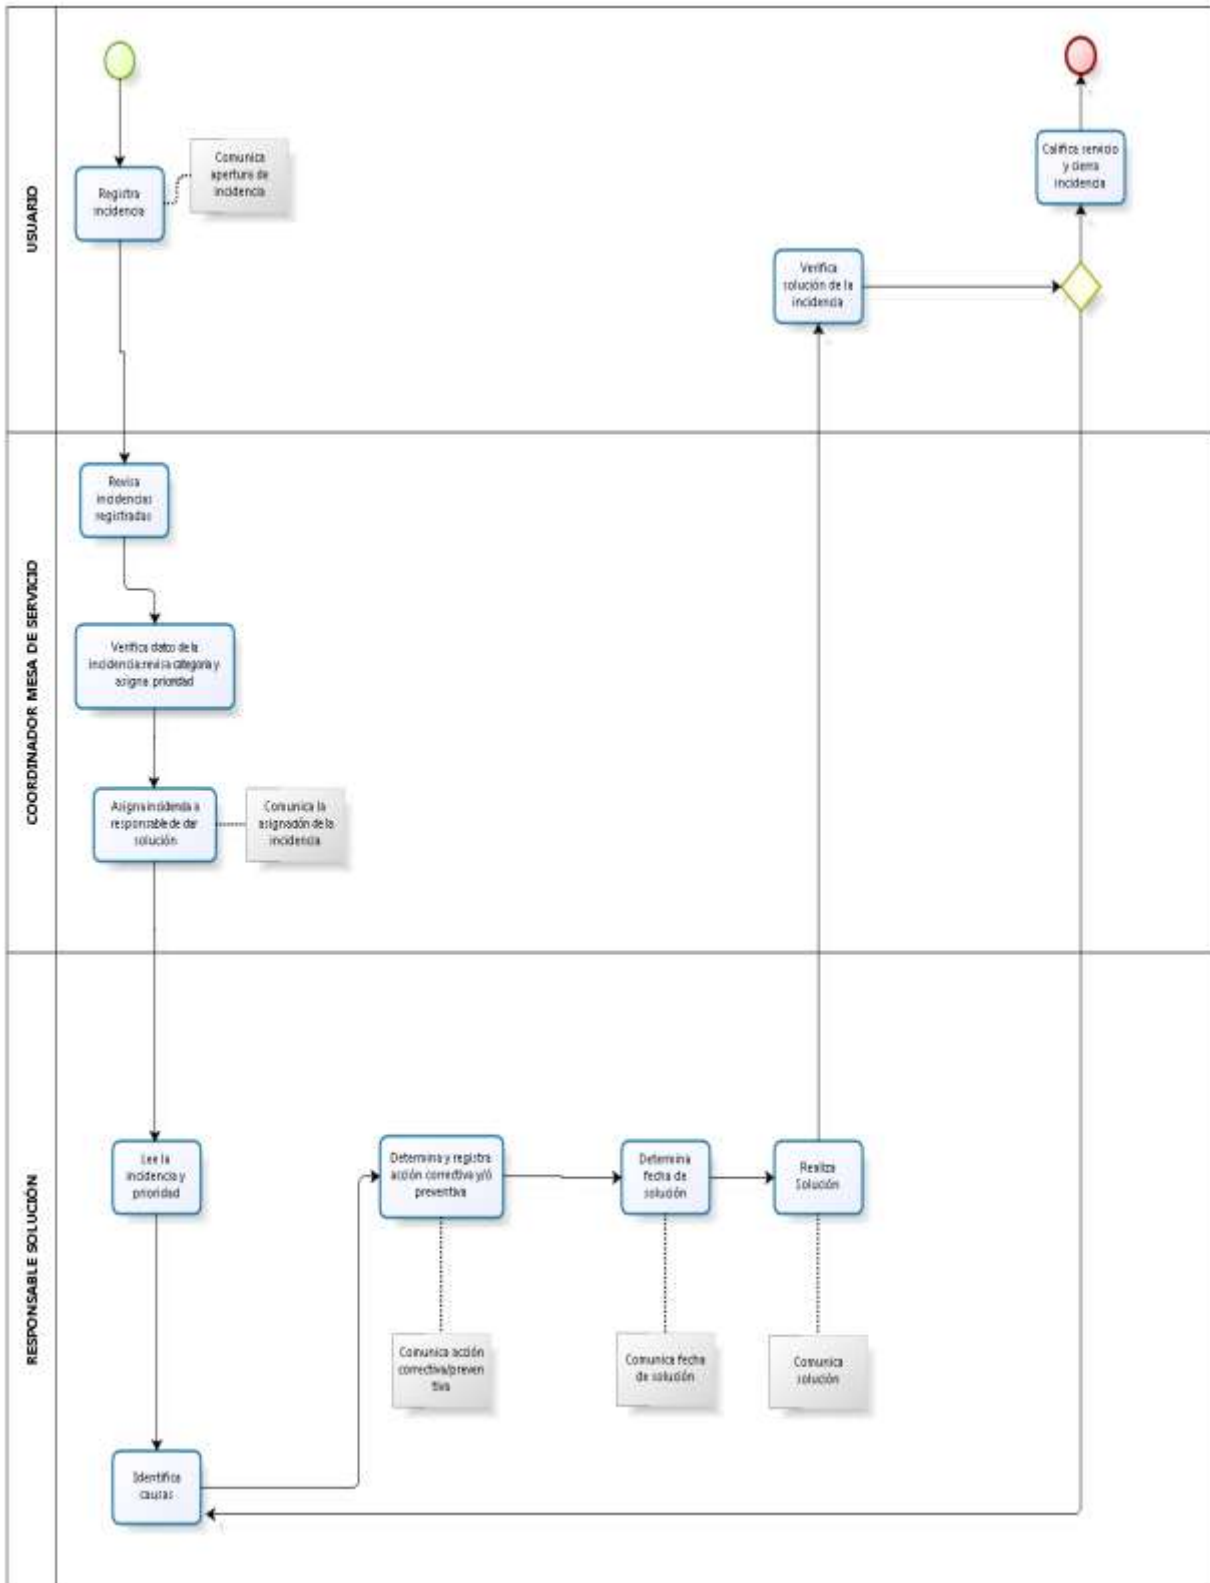 USUARIO
Registra
incidencia
Comunica
apertura de
incidencia
Califica servicio
y cierra
incidencia
Verifica
solución de la
incidencia
COORDINADOR MESA DE SERVICIO
Revisa
incidencias
registradas
Verifica datos de la
incidencia:revisa categoria y
asigna prioridad
Asigna incidencia a
responsable de dar
solución
Comunica la
asignación de la
incidencia
RESPONSABLE SOLUCIÓN
Lee la
incidencia y
prioridad
Determina y registra
acción correctiva y/ó
preventiva
Determina
fecha de
solución
Realiza
Solución
Comunica acción
correctiva/preven
tiva
Comunica fecha
de solución
Comunica
solución
Identifica
causas